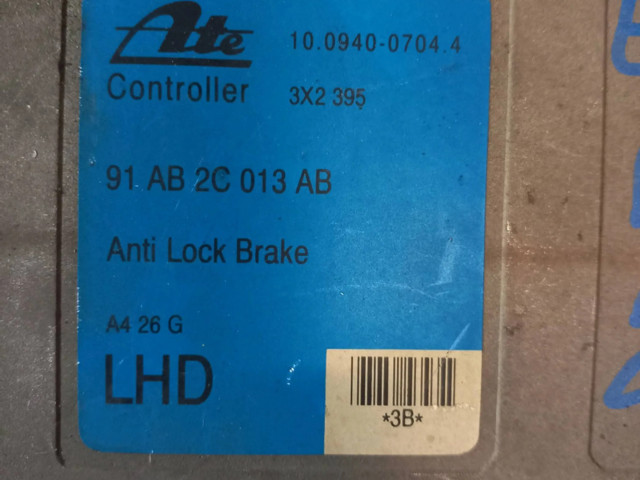 Ate 10.0940-0704.4
Controller 3X2 395
91 AB 2C 013 AB
Anti Lock Brake
A4 26 G
LHD
*3B*